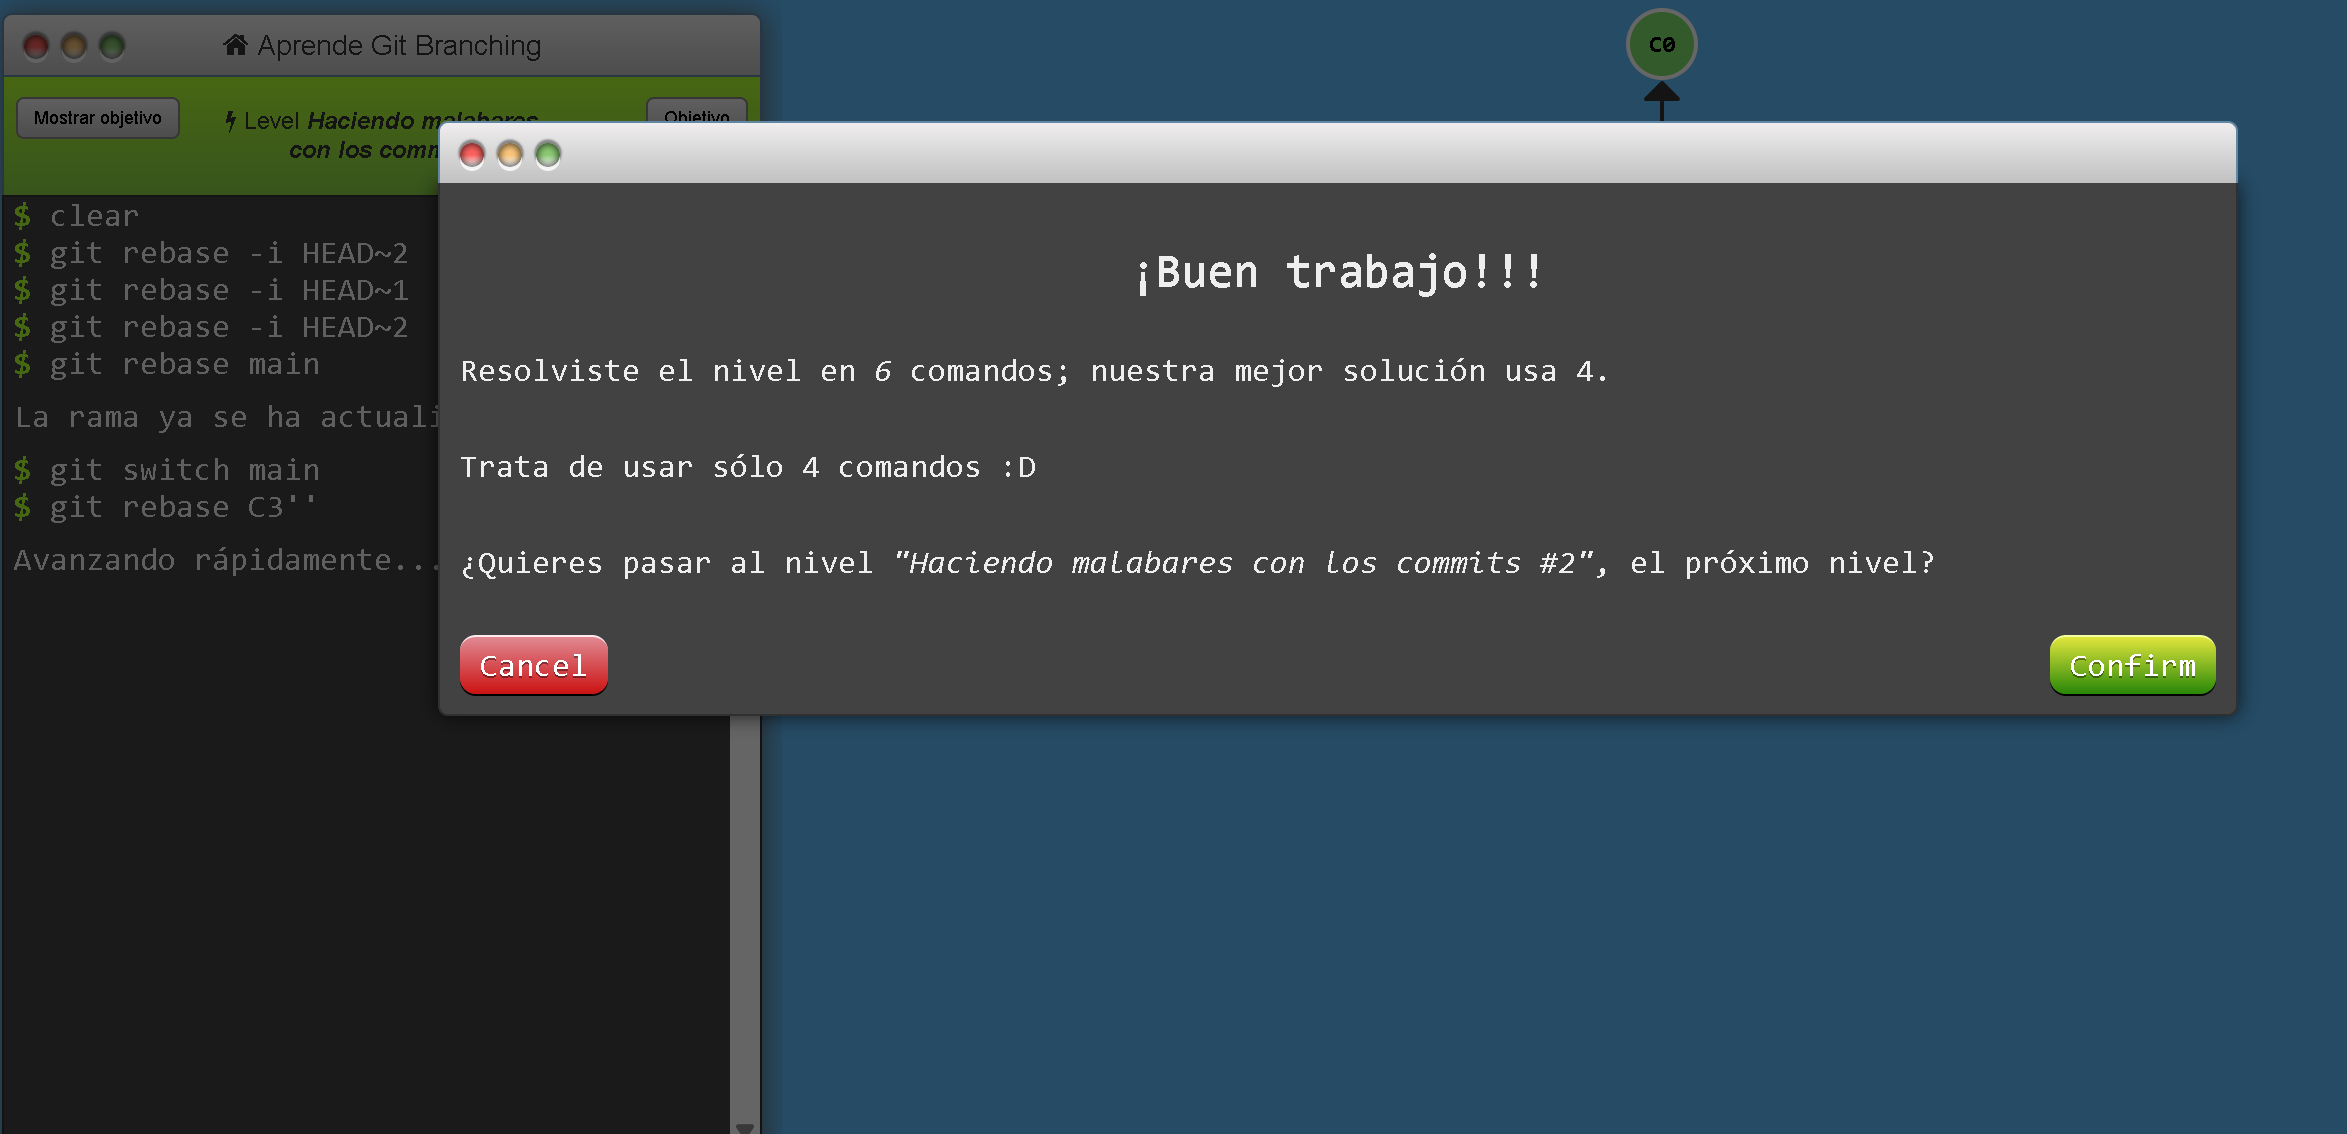 Aprende Git Branching
C0
Mostrar objetivo
Level Haciendo malabares
con los comm
Objetivo
$ clear
$ git rebase -i HEAD~2
$ git rebase -i HEAD~1
$ git rebase -i HEAD~2
$ git rebase main
La rama ya se ha actuali
$ git switch main
$ git rebase C3''
Avanzando rápidamente...
¡Buen trabajo!!!
Resolviste el nivel en 6 comandos; nuestra mejor solución usa 4.
Trata de usar sólo 4 comandos :D
¿Quieres pasar al nivel "Haciendo malabares con los commits #2", el próximo nivel?
Cancel
Confirm